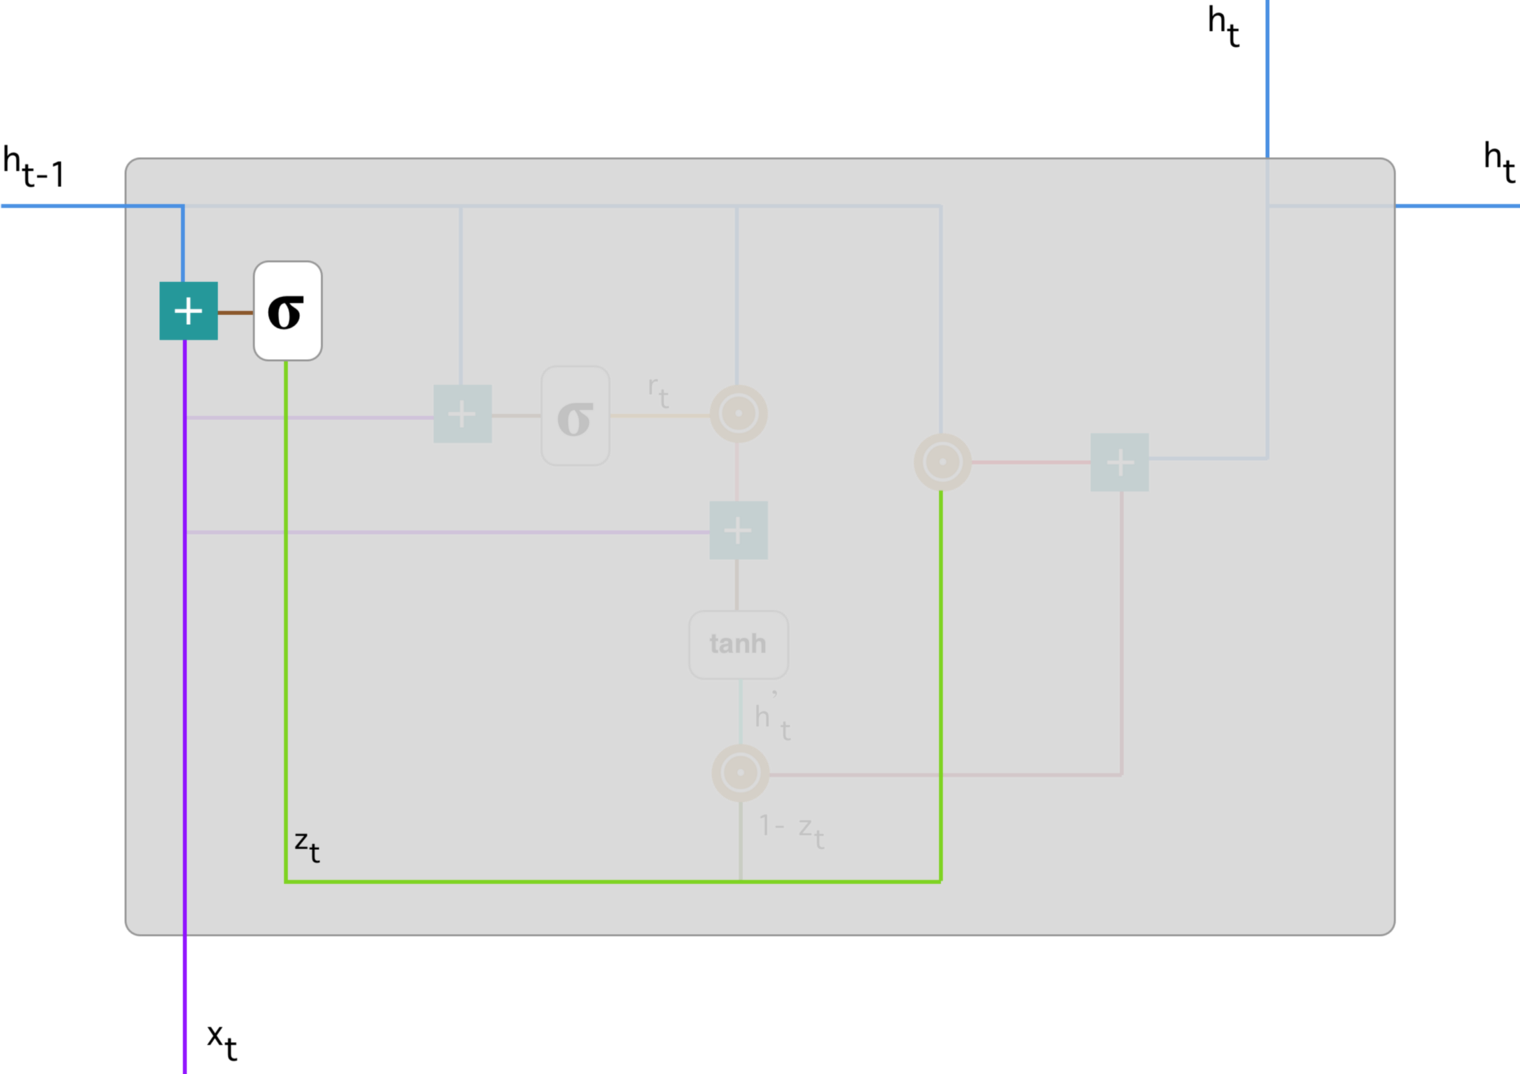 h_t
h_t-1
h_t
+
σ
+
σ
r_t
+
+
tanh
h'_t
1- z_t
z_t
x_t